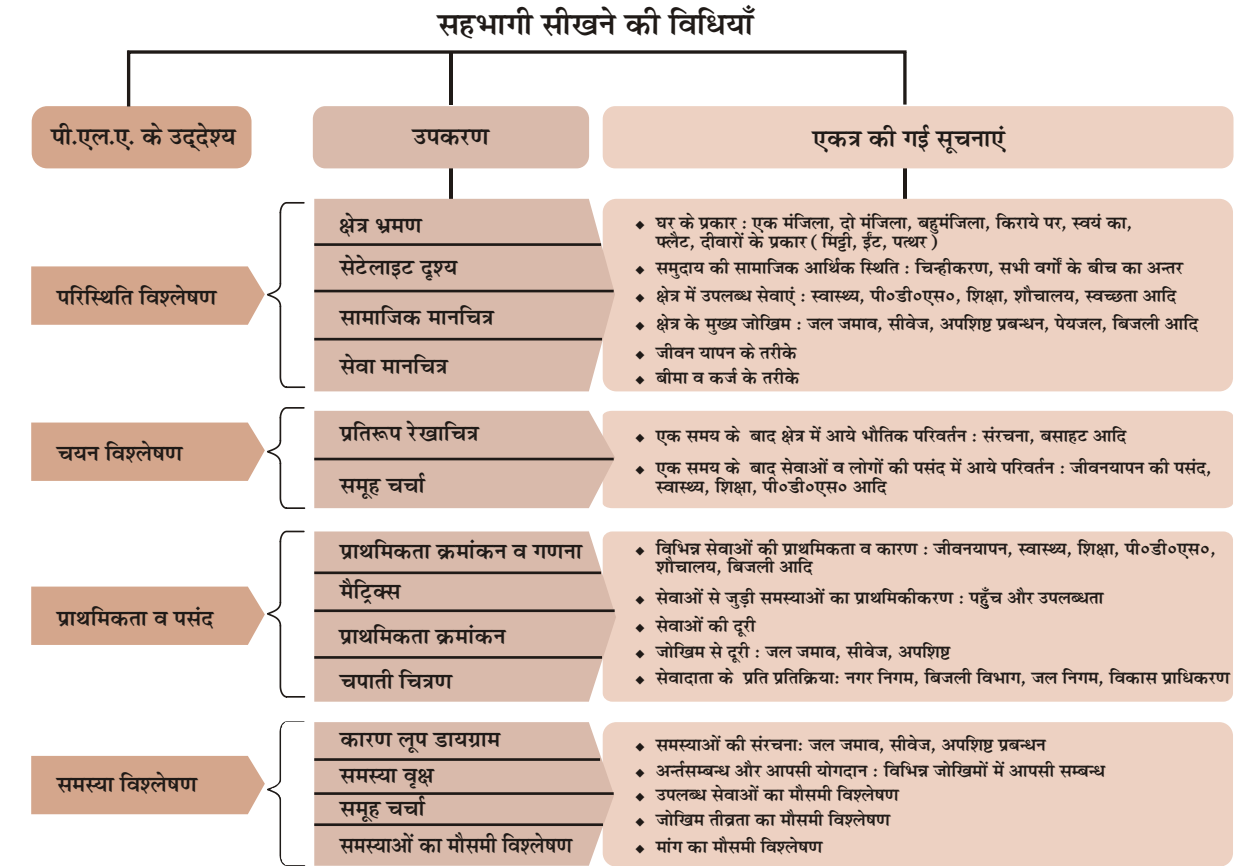 सहभागी सीखने की विधियाँ
पी.एल.ए. के उद्देश्य
उपकरण
एकत्र की गई सूचनाएं
परिस्थिति विश्लेषण
क्षेत्र भ्रमण
सेटेलाइट दृश्य
सामाजिक मानचित्र
सेवा मानचित्र
◆ घर के प्रकार : एक मंजिला, दो मंजिला, बहुमंजिला, किराये पर, स्वयं का,
फ्लैट, दीवारों के प्रकार ( मिट्टी, ईंट, पत्थर )
◆ समुदाय की सामाजिक आर्थिक स्थिति : चिन्हीकरण, सभी वर्गों के बीच का अन्तर
◆ क्षेत्र में उपलब्ध सेवाएं : स्वास्थ्य, पी०डी०एस०, शिक्षा, शौचालय, स्वच्छता आदि
◆ क्षेत्र के मुख्य जोखिम : जल जमाव, सीवेज, अपशिष्ट प्रबन्धन, पेयजल, बिजली आदि
◆ जीवन यापन के तरीके
◆ बीमा व कर्ज के तरीके
चयन विश्लेषण
प्रतिरूप रेखाचित्र
समूह चर्चा
◆ एक समय के बाद क्षेत्र में आये भौतिक परिवर्तन : संरचना, बसाहट आदि
◆ एक समय के बाद सेवाओं व लोगों की पसंद में आये परिवर्तन : जीवनयापन की पसंद,
स्वास्थ्य, शिक्षा, पी०डी०एस० आदि
प्राथमिकता व पसंद
प्राथमिकता क्रमांकन व गणना
मैट्रिक्स
प्राथमिकता क्रमांकन
चपाती चित्रण
◆ विभिन्न सेवाओं की प्राथमिकता व कारण : जीवनयापन, स्वास्थ्य, शिक्षा, पी०डी०एस०,
शौचालय, बिजली आदि
◆ सेवाओं से जुड़ी समस्याओं का प्राथमिकीकरण : पहुँच और उपलब्धता
◆ सेवाओं की दूरी
◆ जोखिम से दूरी : जल जमाव, सीवेज, अपशिष्ट
◆ सेवादाता के प्रति प्रतिक्रिया: नगर निगम, बिजली विभाग, जल निगम, विकास प्राधिकरण
समस्या विश्लेषण
कारण लूप डायग्राम
समस्या वृक्ष
समूह चर्चा
समस्याओं का मौसमी विश्लेषण
◆ समस्याओं की संरचना: जल जमाव, सीवेज, अपशिष्ट प्रबन्धन
◆ अर्न्तसम्बन्ध और आपसी योगदान : विभिन्न जोखिमों में आपसी सम्बन्ध
◆ उपलब्ध सेवाओं का मौसमी विश्लेषण
◆ जोखिम तीव्रता का मौसमी विश्लेषण
◆ मांग का मौसमी विश्लेषण